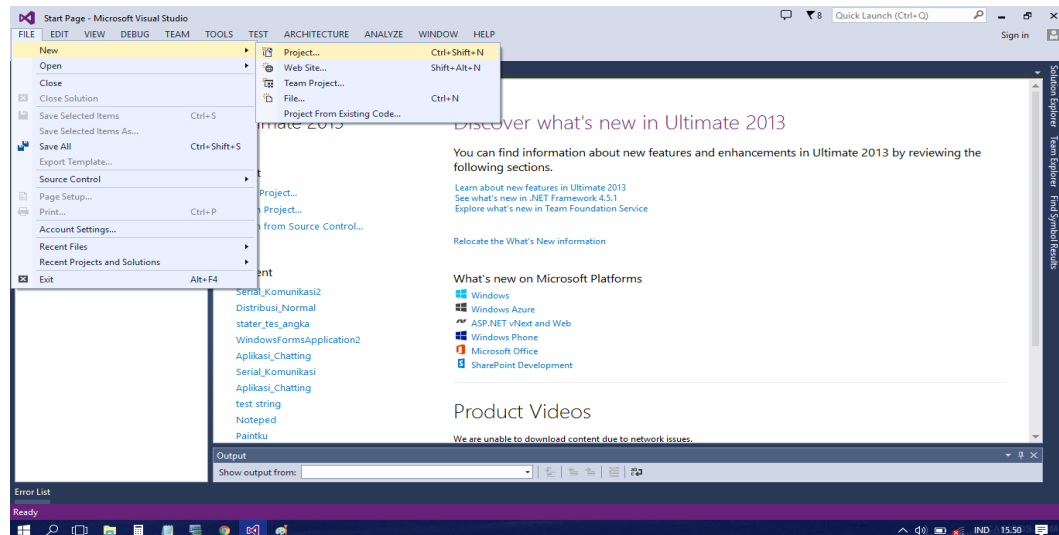 Start Page - Microsoft Visual Studio
8
Quick Launch (Ctrl+Q)
FILE EDIT VIEW DEBUG TEAM TOOLS TEST ARCHITECTURE ANALYZE WINDOW HELP
Sign in
New
Open
Close
Close Solution
Save Selected Items Ctrl+S
Save Selected Items As...
Save All Ctrl+Shift+S
Export Template...
Source Control
Page Setup...
Print... Ctrl+P
Account Settings...
Recent Files
Recent Projects and Solutions
Exit Alt+F4
Project... Ctrl+Shift+N
Web Site... Shift+Alt+N
Team Project...
File... Ctrl+N
Project From Existing Code...
2013
Project...
Project...
from Source Control...
Serial_Komunikasi2
Distribusi_Normal
stater_tes_angka
WindowsFormsApplication2
Aplikasi_Chatting
Serial_Komunikasi
Aplikasi_Chatting
test string
Noteped
Paintku
Discover what's new in Ultimate 2013
You can find information about new features and enhancements in Ultimate 2013 by reviewing the
following sections.
Learn about new features in Ultimate 2013
See what's new in .NET Framework 4.5.1
Explore what's new in Team Foundation Service
Relocate the What's New information
What's new on Microsoft Platforms
Windows
Windows Azure
ASP.NET vNext and Web
Windows Phone
Microsoft Office
SharePoint Development
Product Videos
We are unable to download content due to network issues.
Solution Explorer
Team Explorer
Find Symbol Results
Output
Show output from:
Error List
Ready
IND
15.50